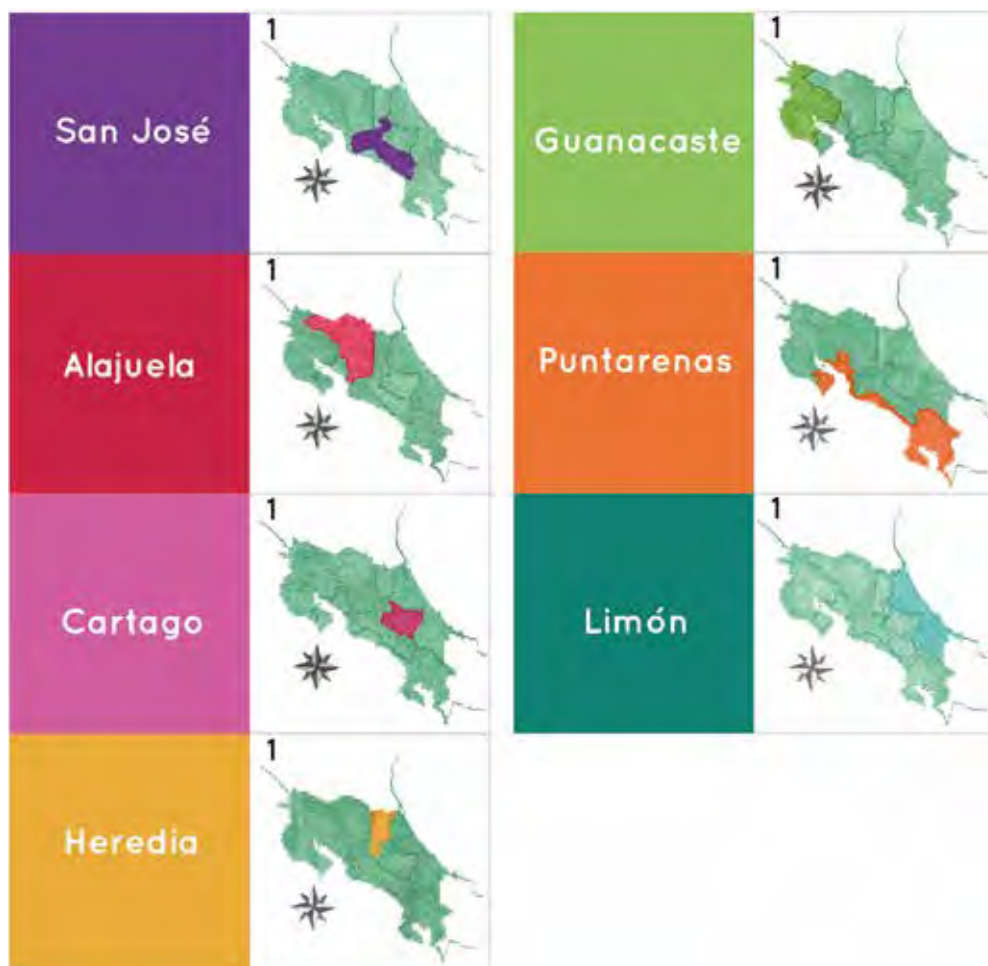 San José
1
Guanacaste
1
Alajuela
1
Puntarenas
1
Cartago
1
Limón
1
Heredia
1